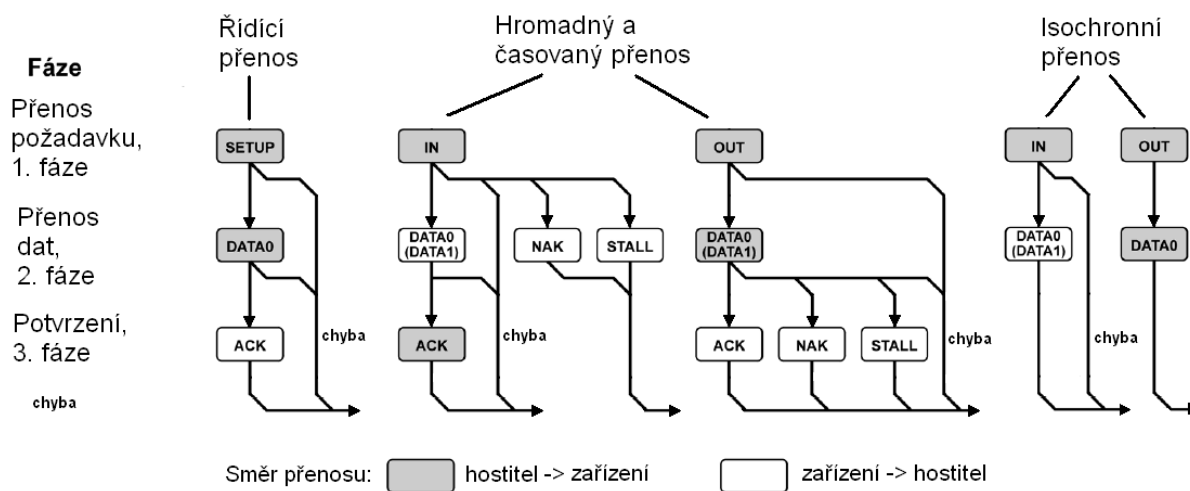 Řídící
přenos
Hromadný a
časovaný přenos
Isochronní
přenos
Fáze
Přenos
požadavku,
1. fáze
SETUP
IN
OUT
IN
OUT
Přenos
dat,
2. fáze
DATA0
DATA0
(DATA1)
NAK
STALL
DATA0
(DATA1)
DATA0
(DATA1)
DATA0
Potvrzení,
3. fáze
ACK
chyba
ACK
chyba
ACK
NAK
STALL
chyba
chyba
chyba
Směr přenosu:
hostitel -> zařízení
zařízení -> hostitel